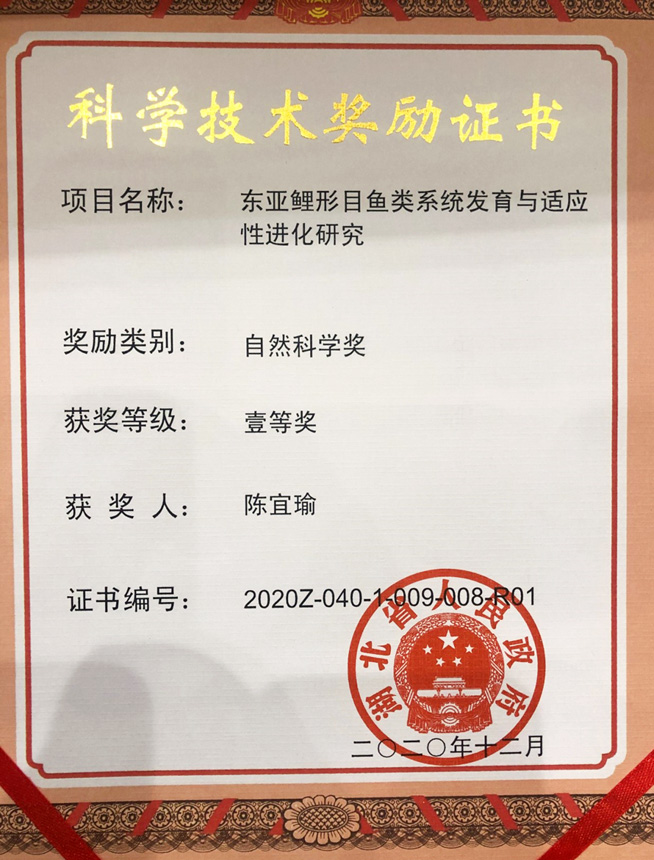 科学技术奖励证书
项目名称： 东亚鲤形目鱼类系统发育与适应
性进化研究
奖励类别： 自然科学奖
获奖等级： 壹等奖
获 奖 人： 陈宜瑜
证书编号： 2020Z-040-1-009-008-R01
湖北省人民政府
二〇二〇年十二月